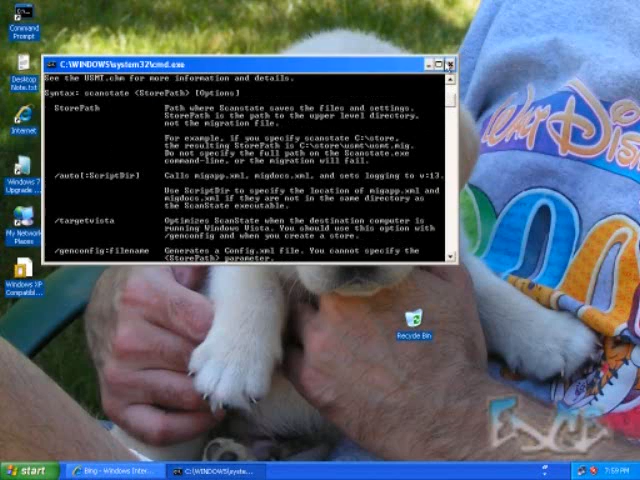 Command
Prompt
Desktop
Note.txt
Internet
Windows 7
Upgrade ...
My Network
Places
Windows XP
Compatibl...
C:\WINDOWS\system32\cmd.exe
See the USMT.chm for more information and details.
Syntax: scanstate <StorePath> [Options]
StorePath Path where Scanstate saves the files and settings.
StorePath is the path to the upper level directory,
not the migration file.
For example, if you specify scanstate C:\store,
the resulting StorePath is C:\store\usmt\usmt.mig.
Do not specify the full path on the Scanstate.exe
command-line, or the migration will fail.
/auto[:ScriptDir] Calls migapp.xml, migdocs.xml, and sets logging to v:13.
Use ScriptDir to specify the location of migapp.xml and
migdocs.xml if they are not in the same directory as
the ScanState executable.
/targetvista Optimizes ScanState when the destination computer is
running Windows Vista. You should use this option with
/genconfig and when you create a store.
/genconfig:filename Generates a Config.xml file. You cannot specify the
<StorePath> parameter.
Walt Disney
Recycle Bin
start
Bing - Windows Inter...
C:\WINDOWS\syste...
7:59 PM